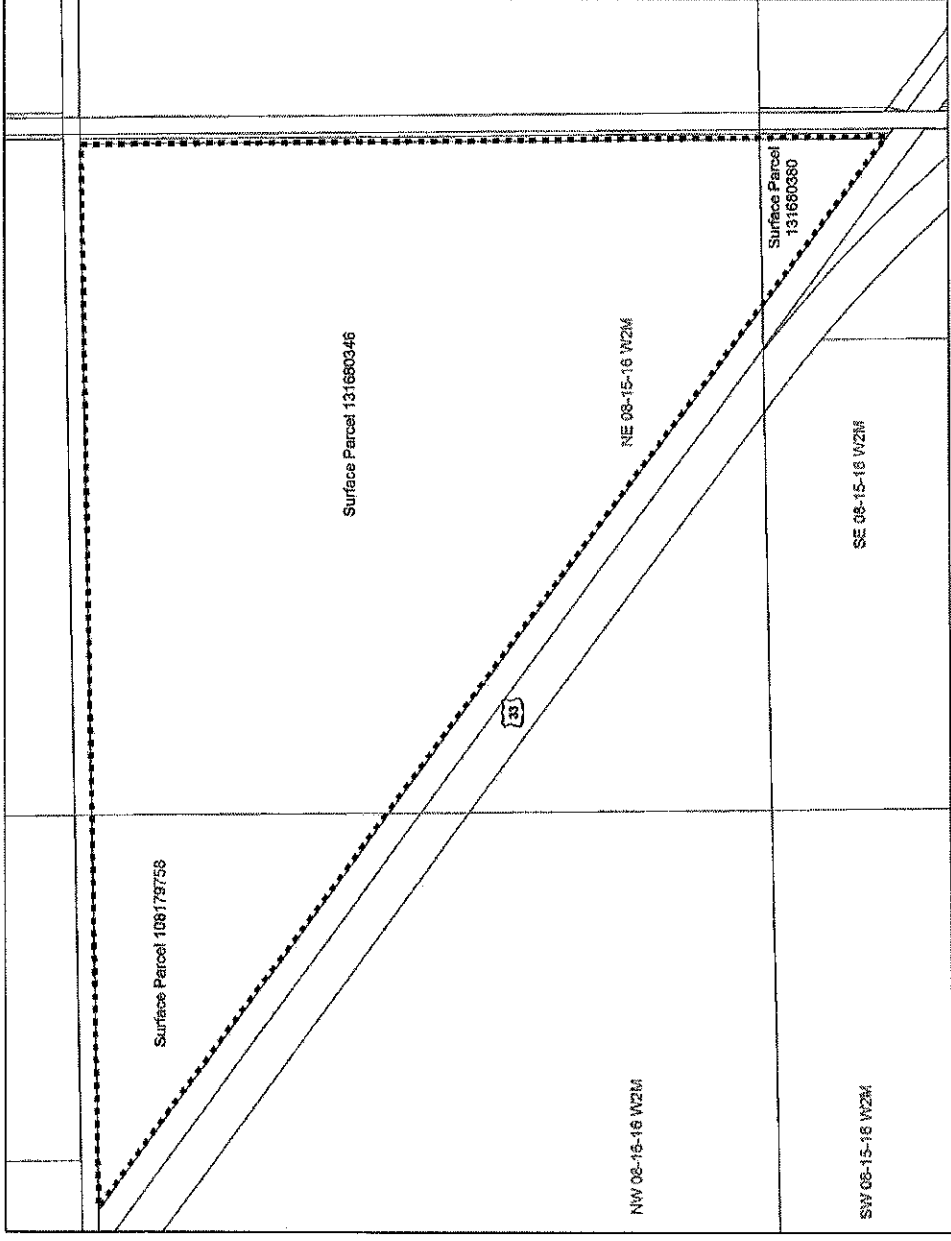 Surface Parcel 108179758
Surface Parcel 131680346
NE 08-15-16 W2M
Surface Parcel
131680380
33
NW 08-15-16 W2M
SE 08-15-16 W2M
SW 08-15-16 W2M